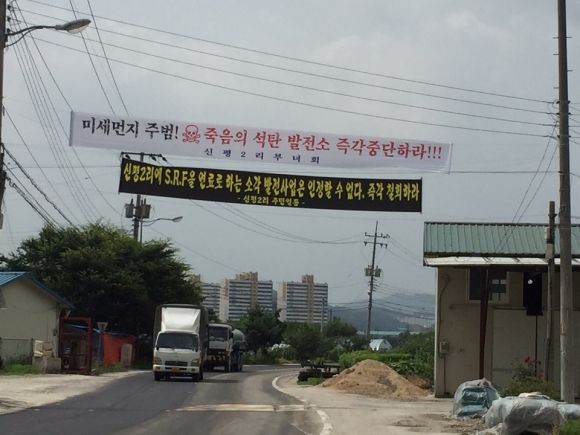 미세먼지 주범! 죽음의 석탄 발전소 즉각중단하라!!!
신평2리부녀회
신평2리에 S.R.F을 연료로 하는 소각 발전사업은 인정할 수 없다. 즉각 철회하라
- 신평2리 주민일동 -